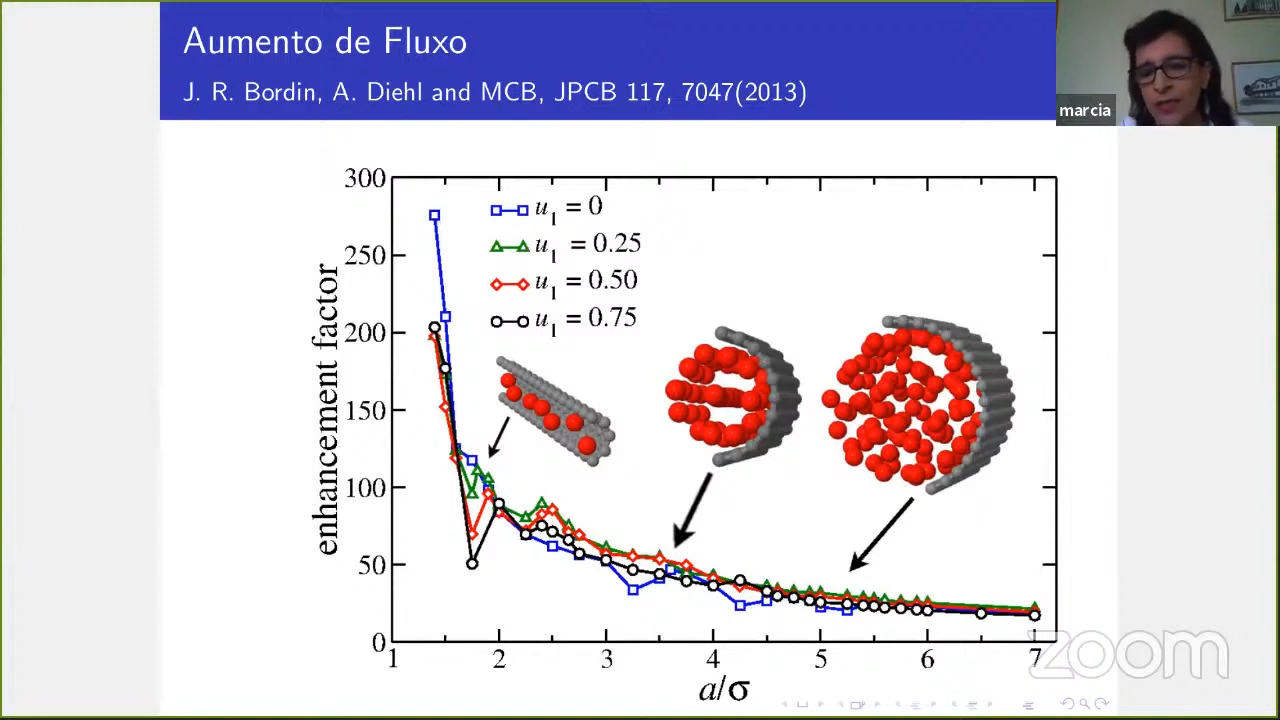 Aumento de Fluxo
J. R. Bordin, A. Diehl and MCB, JPCB 117, 7047(2013)
marcia
300
250
200
150
100
50
0
enhancement factor
u1 = 0
u1 = 0.25
u1 = 0.50
u1 = 0.75
1 2 3 4 5 6 7
a/σ
zoom